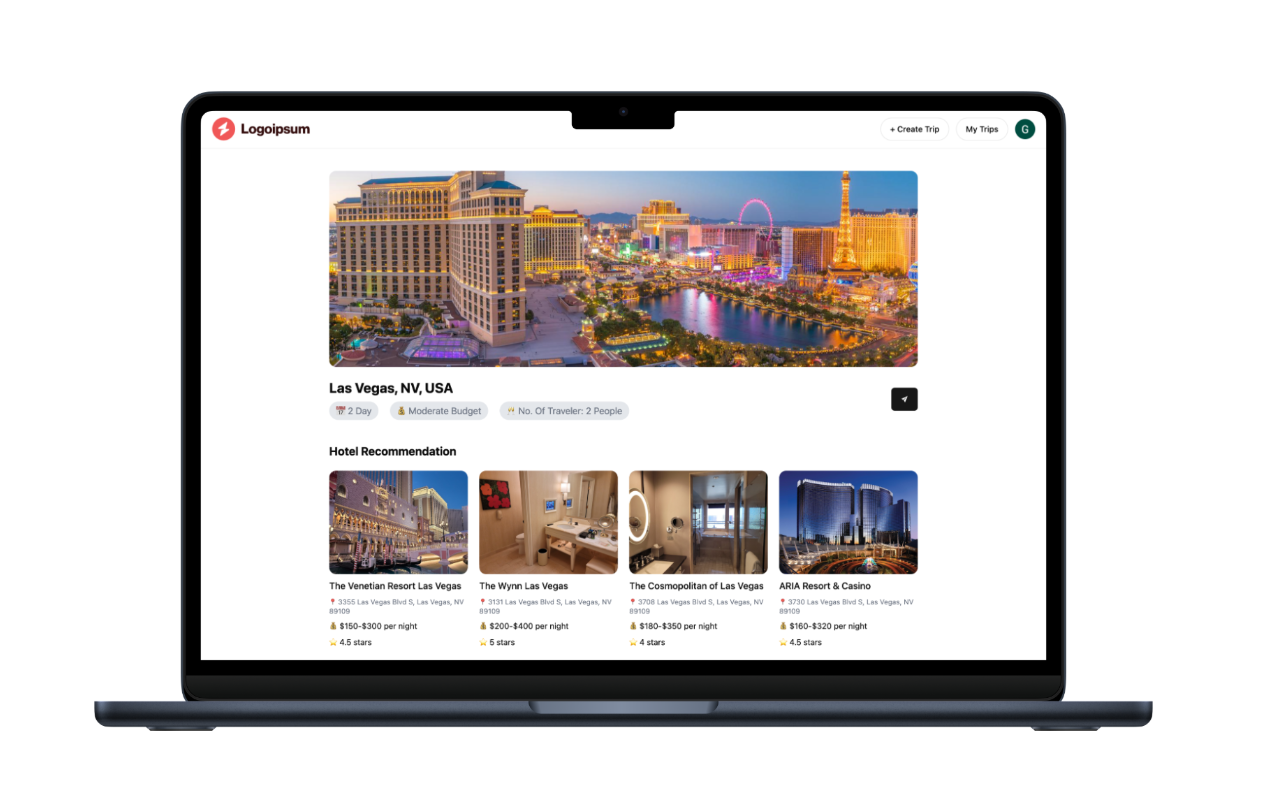 Logoipsum
+ Create Trip
My Trips
G
Las Vegas, NV, USA
2 Day
Moderate Budget
No. Of Traveler: 2 People
Hotel Recommendation
The Venetian Resort Las Vegas
3355 Las Vegas Blvd S, Las Vegas, NV
89109
$150-$300 per night
4.5 stars
The Wynn Las Vegas
3131 Las Vegas Blvd S, Las Vegas, NV
89109
$200-$400 per night
5 stars
The Cosmopolitan of Las Vegas
3708 Las Vegas Blvd S, Las Vegas, NV
89109
$180-$350 per night
4 stars
ARIA Resort & Casino
3730 Las Vegas Blvd S, Las Vegas, NV
89109
$160-$320 per night
4.5 stars